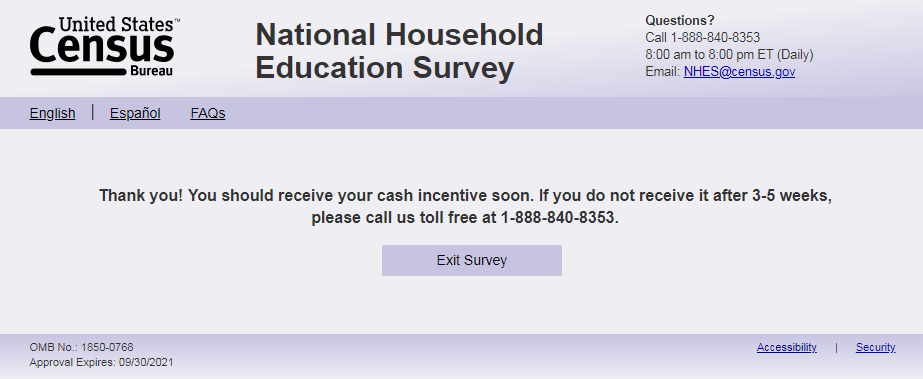 United States™
Census
Bureau
National Household
Education Survey
Questions?
Call 1-888-840-8353
8:00 am to 8:00 pm ET (Daily)
Email: NHES@census.gov
English | Español FAQs
Thank you! You should receive your cash incentive soon. If you do not receive it after 3-5 weeks,
please call us toll free at 1-888-840-8353.
Exit Survey
OMB No.: 1850-0768
Approval Expires: 09/30/2021
Accessibility | Security